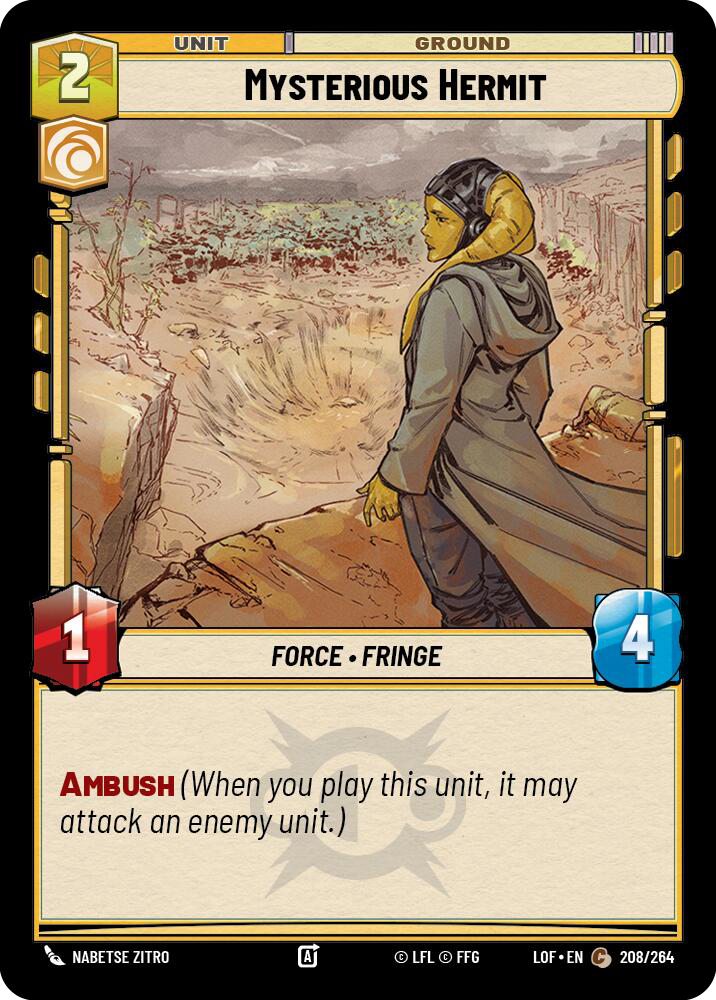 UNIT
GROUND
2
MYSTERIOUS HERMIT
1
FORCE • FRINGE
4
AMBUSH (When you play this unit, it may
attack an enemy unit.)
NABETSE ZITRO
A
© LFL © FFG
LOF • EN
C
208/264